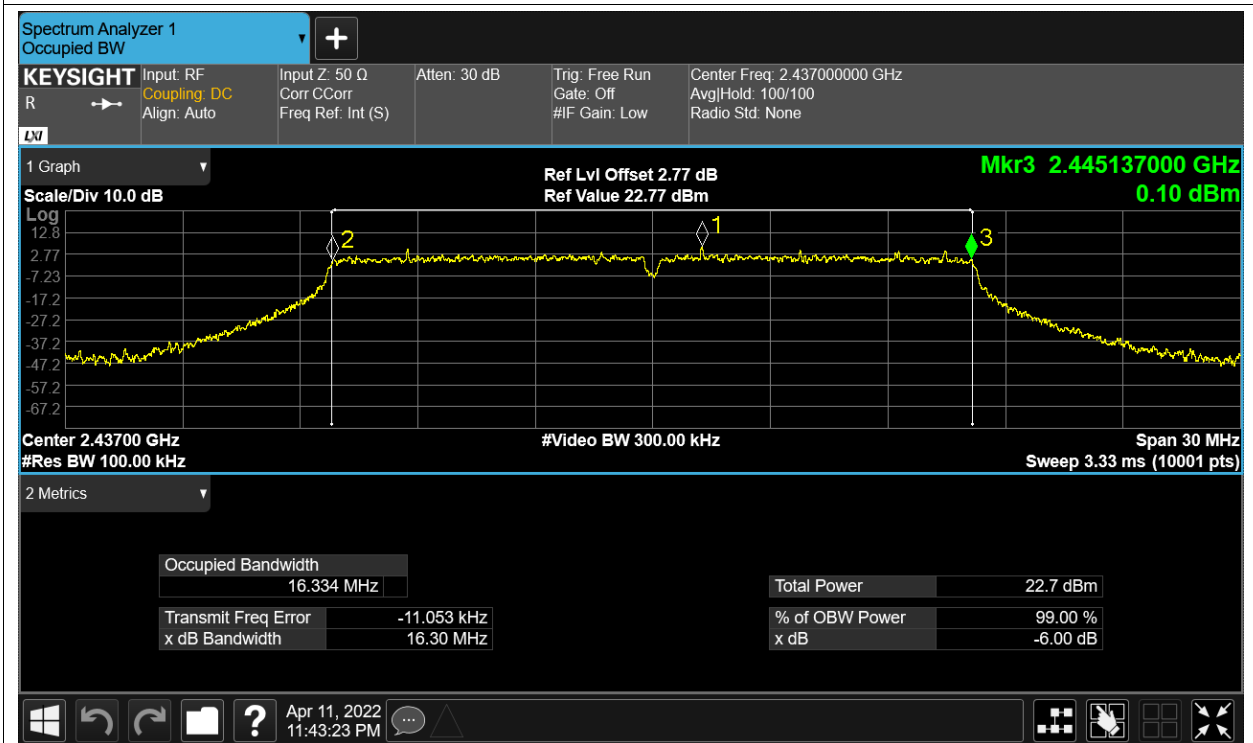 Spectrum Analyzer 1
Occupied BW
+
KEYSIGHT Input: RF Input Z: 50 Ω Atten: 30 dB Trig: Free Run Center Freq: 2.437000000 GHz
R Coupling: DC Corr CCorr Gate: Off Avg|Hold: 100/100
Align: Auto Freq Ref: Int (S) #IF Gain: Low Radio Std: None
LXI
1 Graph Ref Lvl Offset 2.77 dB Mkr3 2.445137000 GHz
Scale/Div 10.0 dB Ref Value 22.77 dBm 0.10 dBm
Log
12.8
2.77
-7.23
-17.2
-27.2
-37.2
-47.2
-57.2
-67.2
2
1
3
Center 2.43700 GHz #Video BW 300.00 kHz Span 30 MHz
#Res BW 100.00 kHz Sweep 3.33 ms (10001 pts)
2 Metrics
Occupied Bandwidth
16.334 MHz Total Power 22.7 dBm
Transmit Freq Error -11.053 kHz % of OBW Power 99.00 %
x dB Bandwidth 16.30 MHz x dB -6.00 dB
? Apr 11, 2022
11:43:23 PM